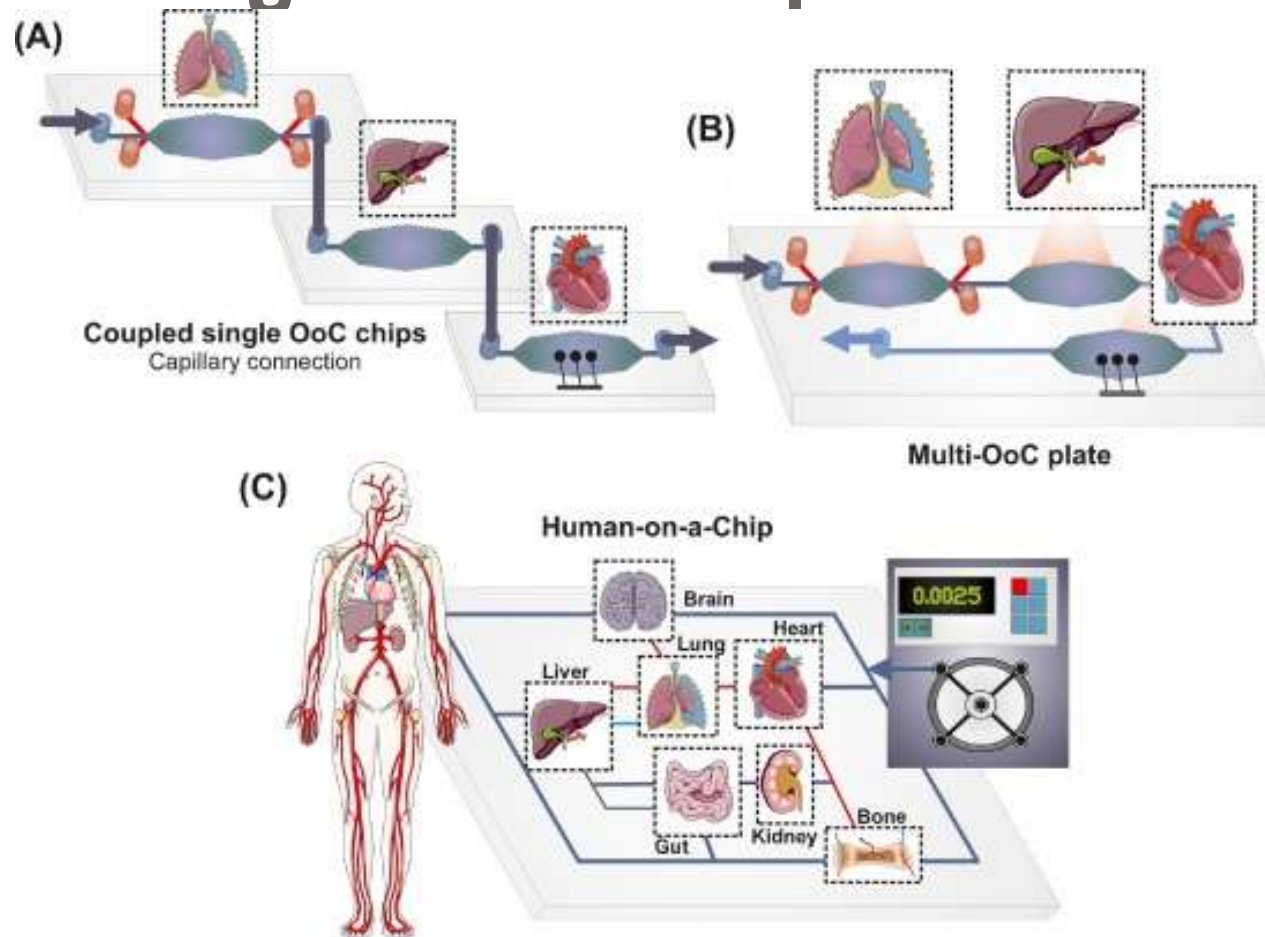 (A)
(B)
Coupled single OoC chips
Capillary connection
Multi-OoC plate
(C)
Human-on-a-Chip
0.0025
Brain
Heart
Lung
Liver
Bone
Kidney
Gut